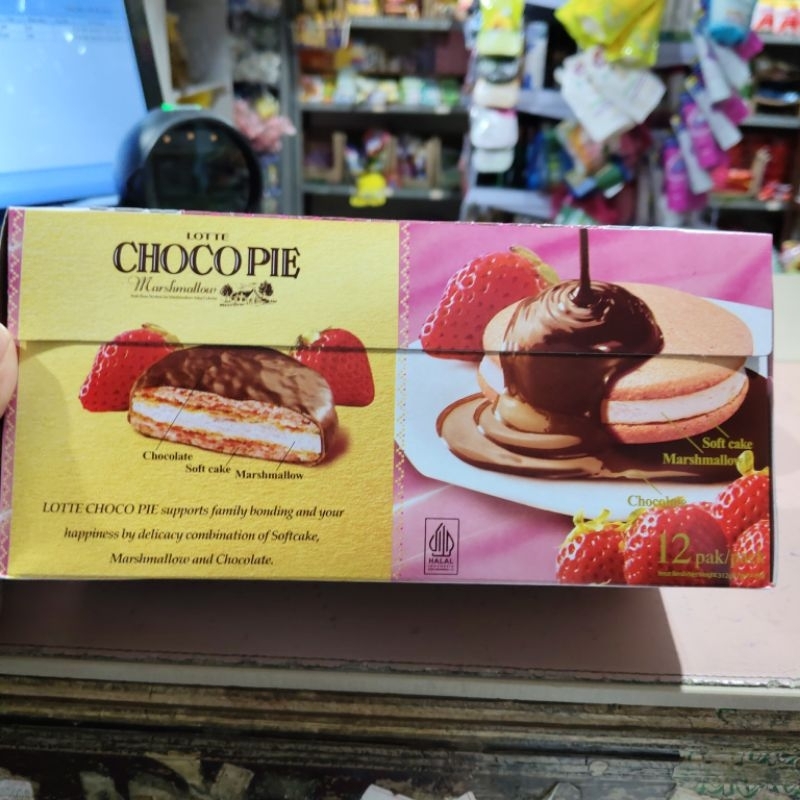 LOTTE
CHOCO PIE
Marshmallow
Chocolate
Soft cake
Marshmallow
LOTTE CHOCO PIE supports family bonding and your
happiness by delicacy combination of Softcake,
Marshmallow and Chocolate.
Soft cake
Marshmallow
Chocolate
HALAL
INDONESIA
12 pak/pack